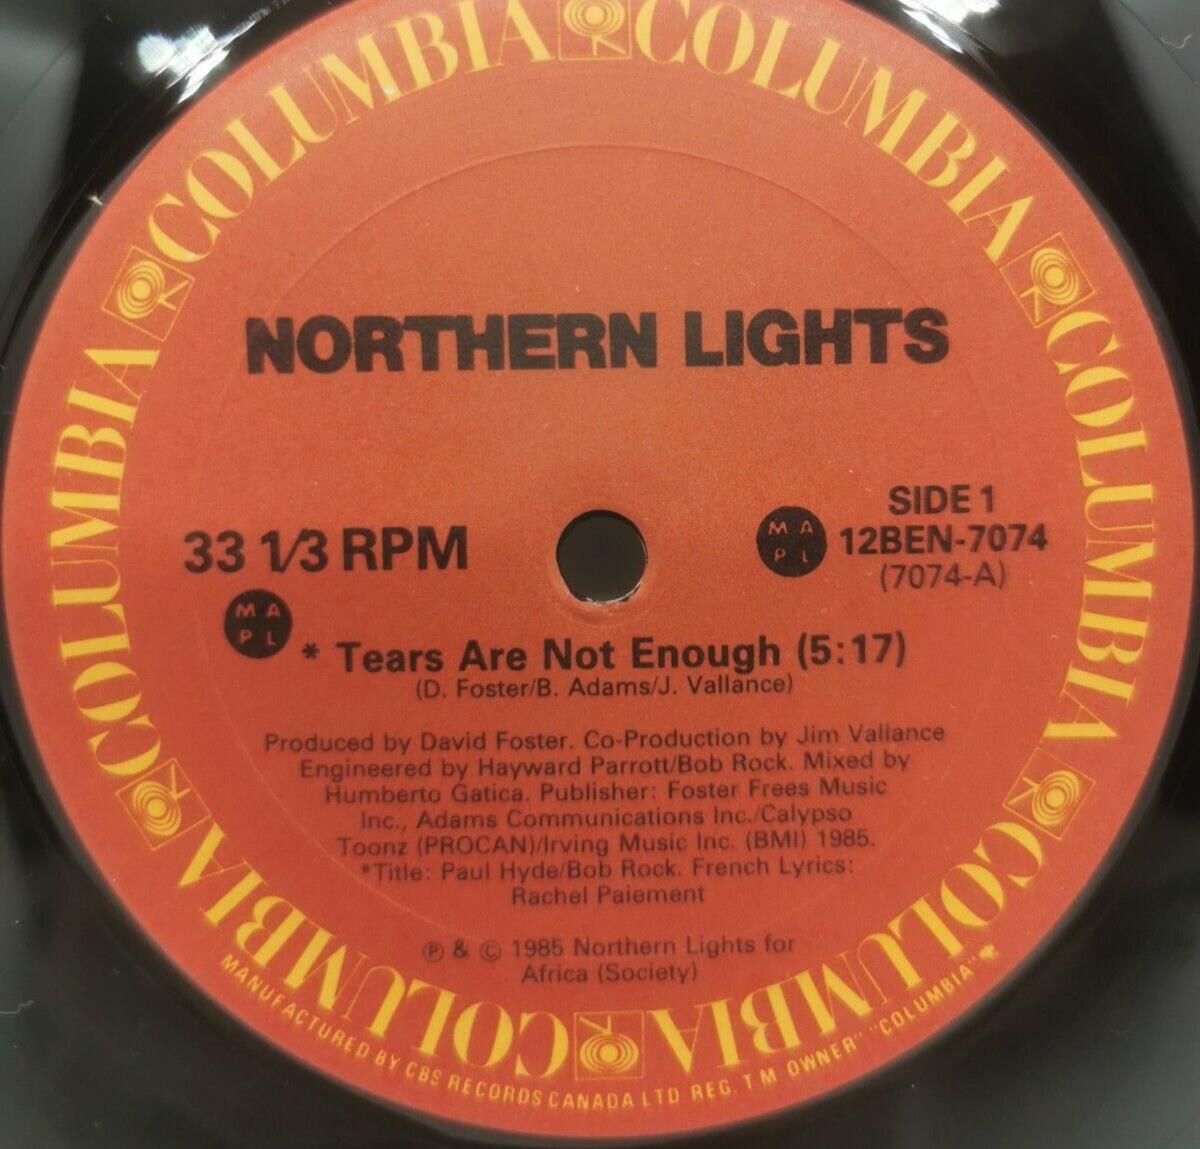 COLUMBIA COLUMBIA COLUMBIA COLUMBIA COLUMBIA COLUMBIA COLUMBIA COLUMBIA
NORTHERN LIGHTS
SIDE 1
33 1/3 RPM
MAPL 12BEN-7074
(7074-A)
MAPL
* Tears Are Not Enough (5:17)
(D. Foster/B. Adams/J. Vallance)
Produced by David Foster. Co-Production by Jim Vallance
Engineered by Hayward Parrott/Bob Rock. Mixed by
Humberto Gatica. Publisher: Foster Frees Music
Inc., Adams Communications Inc./Calypso
Toonz (PROCAN)/Irving Music Inc. (BMI) 1985.
*Title: Paul Hyde/Bob Rock. French Lyrics:
Rachel Paiement
℗ & © 1985 Northern Lights for
Africa (Society)
MANUFACTURED BY CBS RECORDS CANADA LTD REG. T M OWNER" "COLUMBIA"